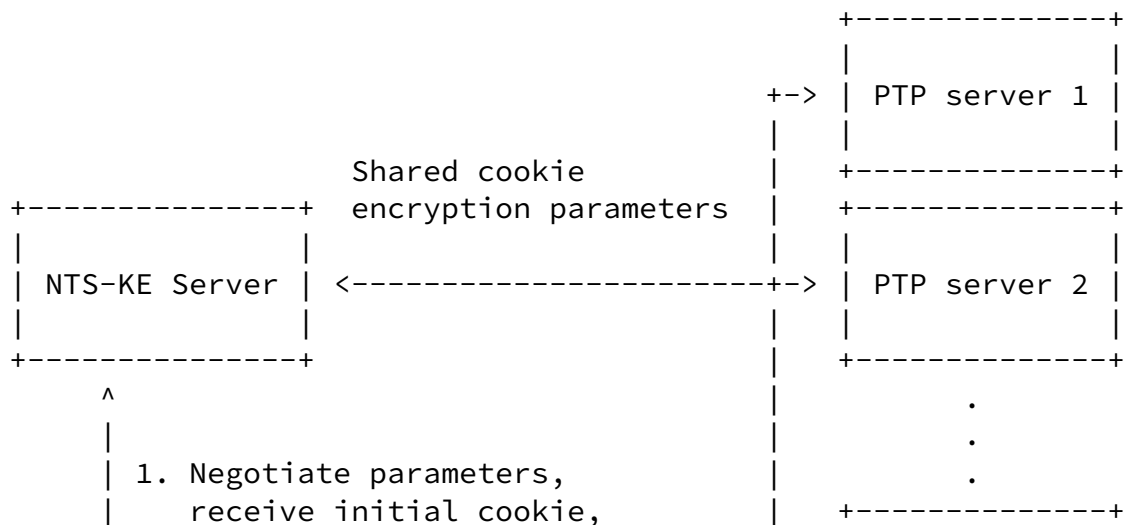 PTP server 1
Shared cookie
encryption parameters
NTS-KE Server
PTP server 2
1. Negotiate parameters,
receive initial cookie,